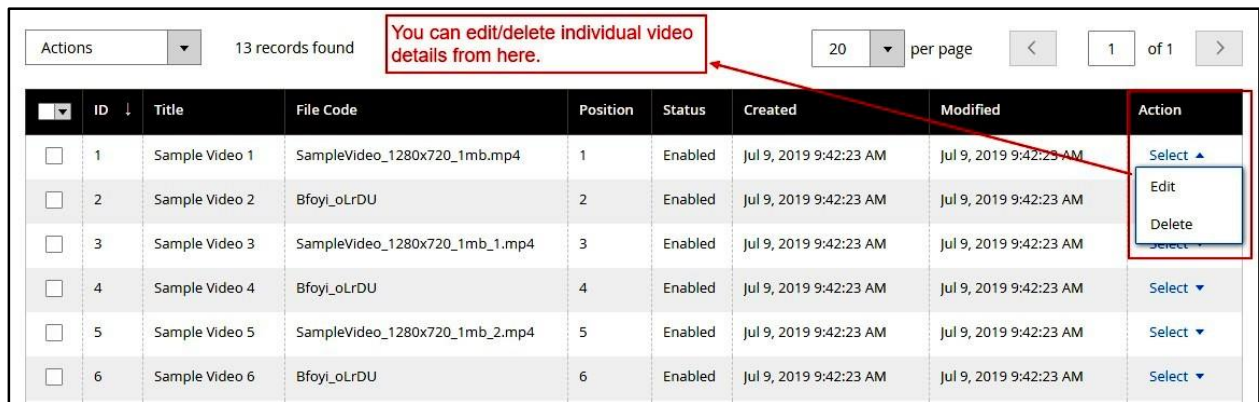 Actions 13 records found You can edit/delete individual video details from here. 20 per page 1 of 1
ID ↓ Title File Code Position Status Created Modified Action
1 Sample Video 1 SampleVideo_1280x720_1mb.mp4 1 Enabled Jul 9, 2019 9:42:23 AM Jul 9, 2019 9:42:23 AM Select
Edit
2 Sample Video 2 Bfoyi_oLrDU 2 Enabled Jul 9, 2019 9:42:23 AM Jul 9, 2019 9:42:23 AM
Delete
3 Sample Video 3 SampleVideo_1280x720_1mb_1.mp4 3 Enabled Jul 9, 2019 9:42:23 AM Jul 9, 2019 9:42:23 AM Select
4 Sample Video 4 Bfoyi_oLrDU 4 Enabled Jul 9, 2019 9:42:23 AM Jul 9, 2019 9:42:23 AM Select
5 Sample Video 5 SampleVideo_1280x720_1mb_2.mp4 5 Enabled Jul 9, 2019 9:42:23 AM Jul 9, 2019 9:42:23 AM Select
6 Sample Video 6 Bfoyi_oLrDU 6 Enabled Jul 9, 2019 9:42:23 AM Jul 9, 2019 9:42:23 AM Select